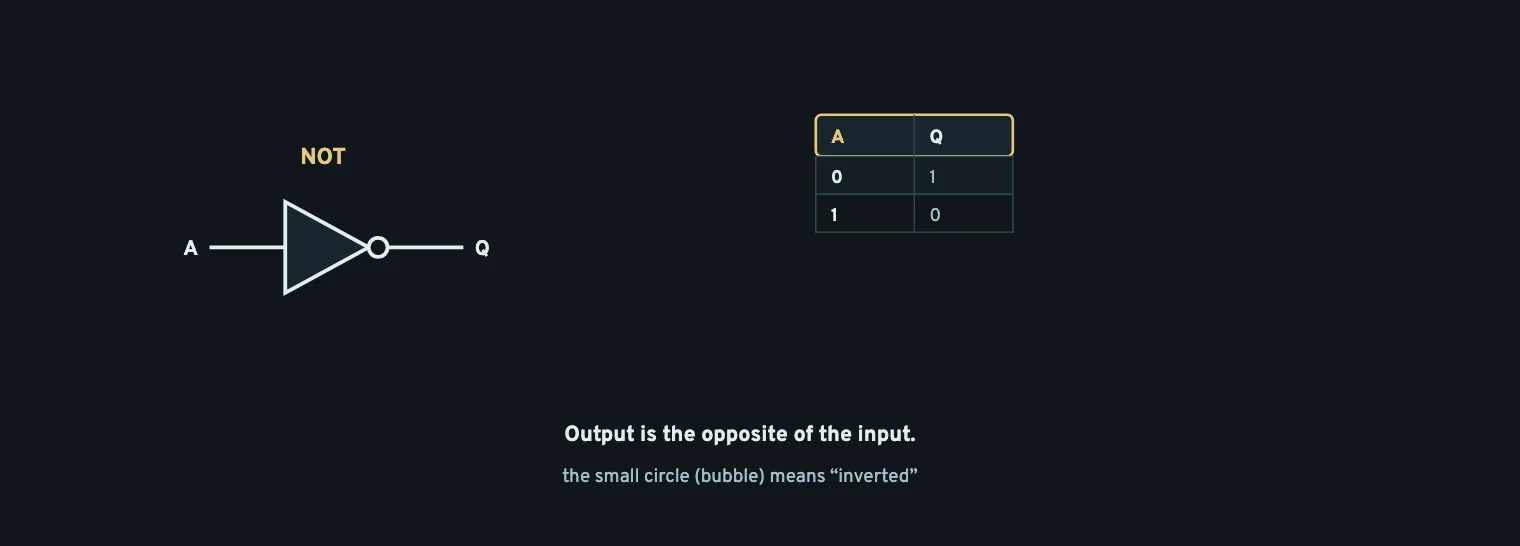 NOT
A Q
A Q
0 1
1 0
Output is the opposite of the input.
the small circle (bubble) means “inverted”